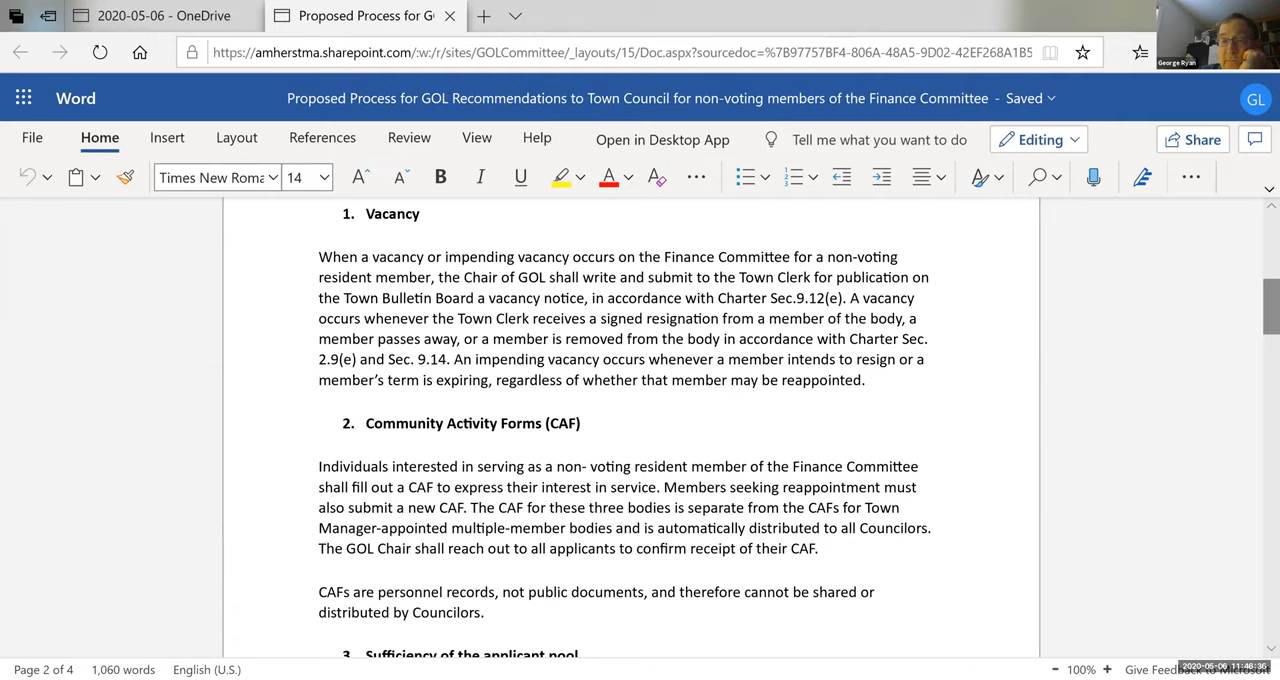 2020-05-06 - OneDrive
Proposed Process for G
https://amherstma.sharepoint.com/:w:/r/sites/GOLCommittee/_layouts/15/Doc.aspx?sourcedoc=%7B97757BF4-806A-48A5-9D02-42EF268A1B5
George Ryan
Word
Proposed Process for GOL Recommendations to Town Council for non-voting members of the Finance Committee - Saved
GL
File Home Insert Layout References Review View Help Open in Desktop App Tell me what you want to do Editing Share
Times New Roma 14
1. Vacancy
When a vacancy or impending vacancy occurs on the Finance Committee for a non-voting
resident member, the Chair of GOL shall write and submit to the Town Clerk for publication on
the Town Bulletin Board a vacancy notice, in accordance with Charter Sec.9.12(e). A vacancy
occurs whenever the Town Clerk receives a signed resignation from a member of the body, a
member passes away, or a member is removed from the body in accordance with Charter Sec.
2.9(e) and Sec. 9.14. An impending vacancy occurs whenever a member intends to resign or a
member's term is expiring, regardless of whether that member may be reappointed.
2. Community Activity Forms (CAF)
Individuals interested in serving as a non- voting resident member of the Finance Committee
shall fill out a CAF to express their interest in service. Members seeking reappointment must
also submit a new CAF. The CAF for these three bodies is separate from the CAFs for Town
Manager-appointed multiple-member bodies and is automatically distributed to all Councilors.
The GOL Chair shall reach out to all applicants to confirm receipt of their CAF.
CAFs are personnel records, not public documents, and therefore cannot be shared or
distributed by Councilors.
3. Sufficiency of the applicant pool
Page 2 of 4 1,060 words English (U.S.) - 100% + Give Feedback to Microsoft
2020-05-06 11:46:36